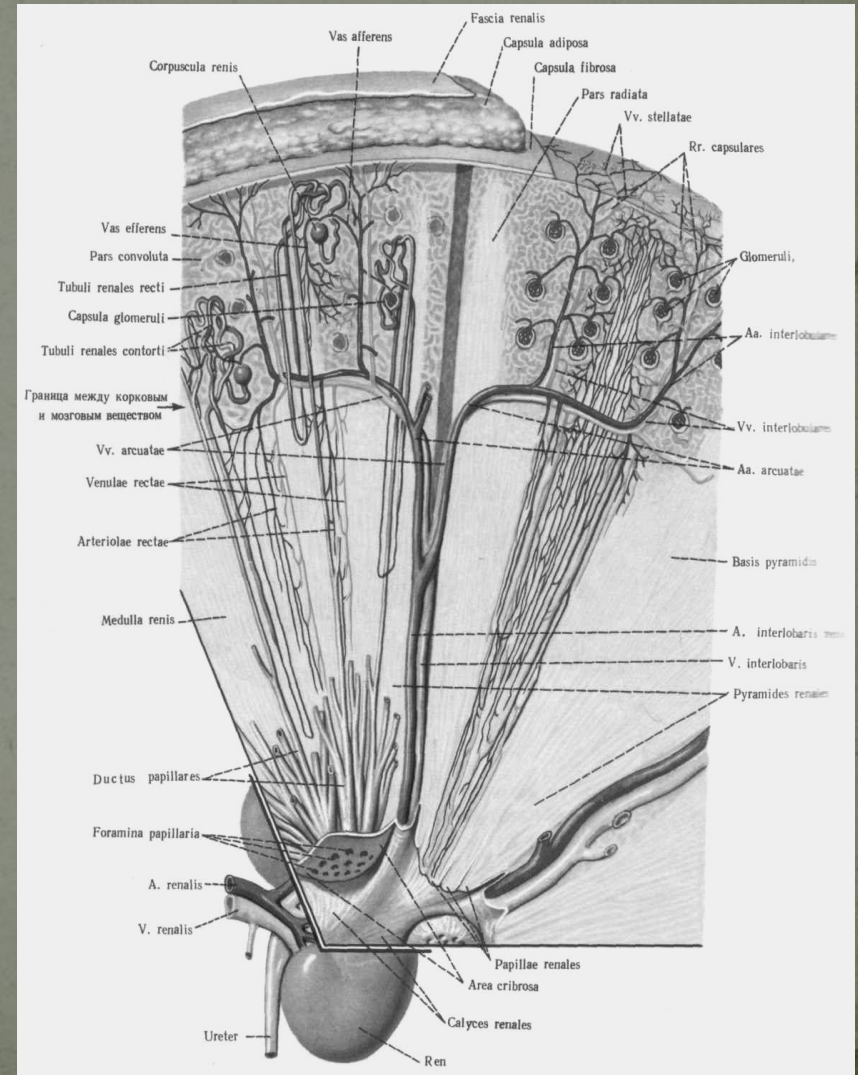 Fascia renalis
Vas afferens
Capsula adiposa
Corpuscula renis
Capsula fibrosa
Pars radiata
Vv. stellatae
Rr. capsulares
Vas efferens
Pars convoluta
Tubuli renales recti
Capsula glomeruli
Tubuli renales contorti
Граница между корковым
и мозговым веществом
Vv. arcuatae
Venulae rectae
Arteriolae rectae
Medulla renis
Ductus papillares
Foramina papillaria
A. renalis
V. renalis
Ureter
Glomeruli,
Aa. interlobulares
Vv. interlobulares
Aa. arcuatae
Basis pyramidis
A. interlobaris
V. interlobaris
Pyramides renales
Papillae renales
Area cribrosa
Calyces renales
Ren